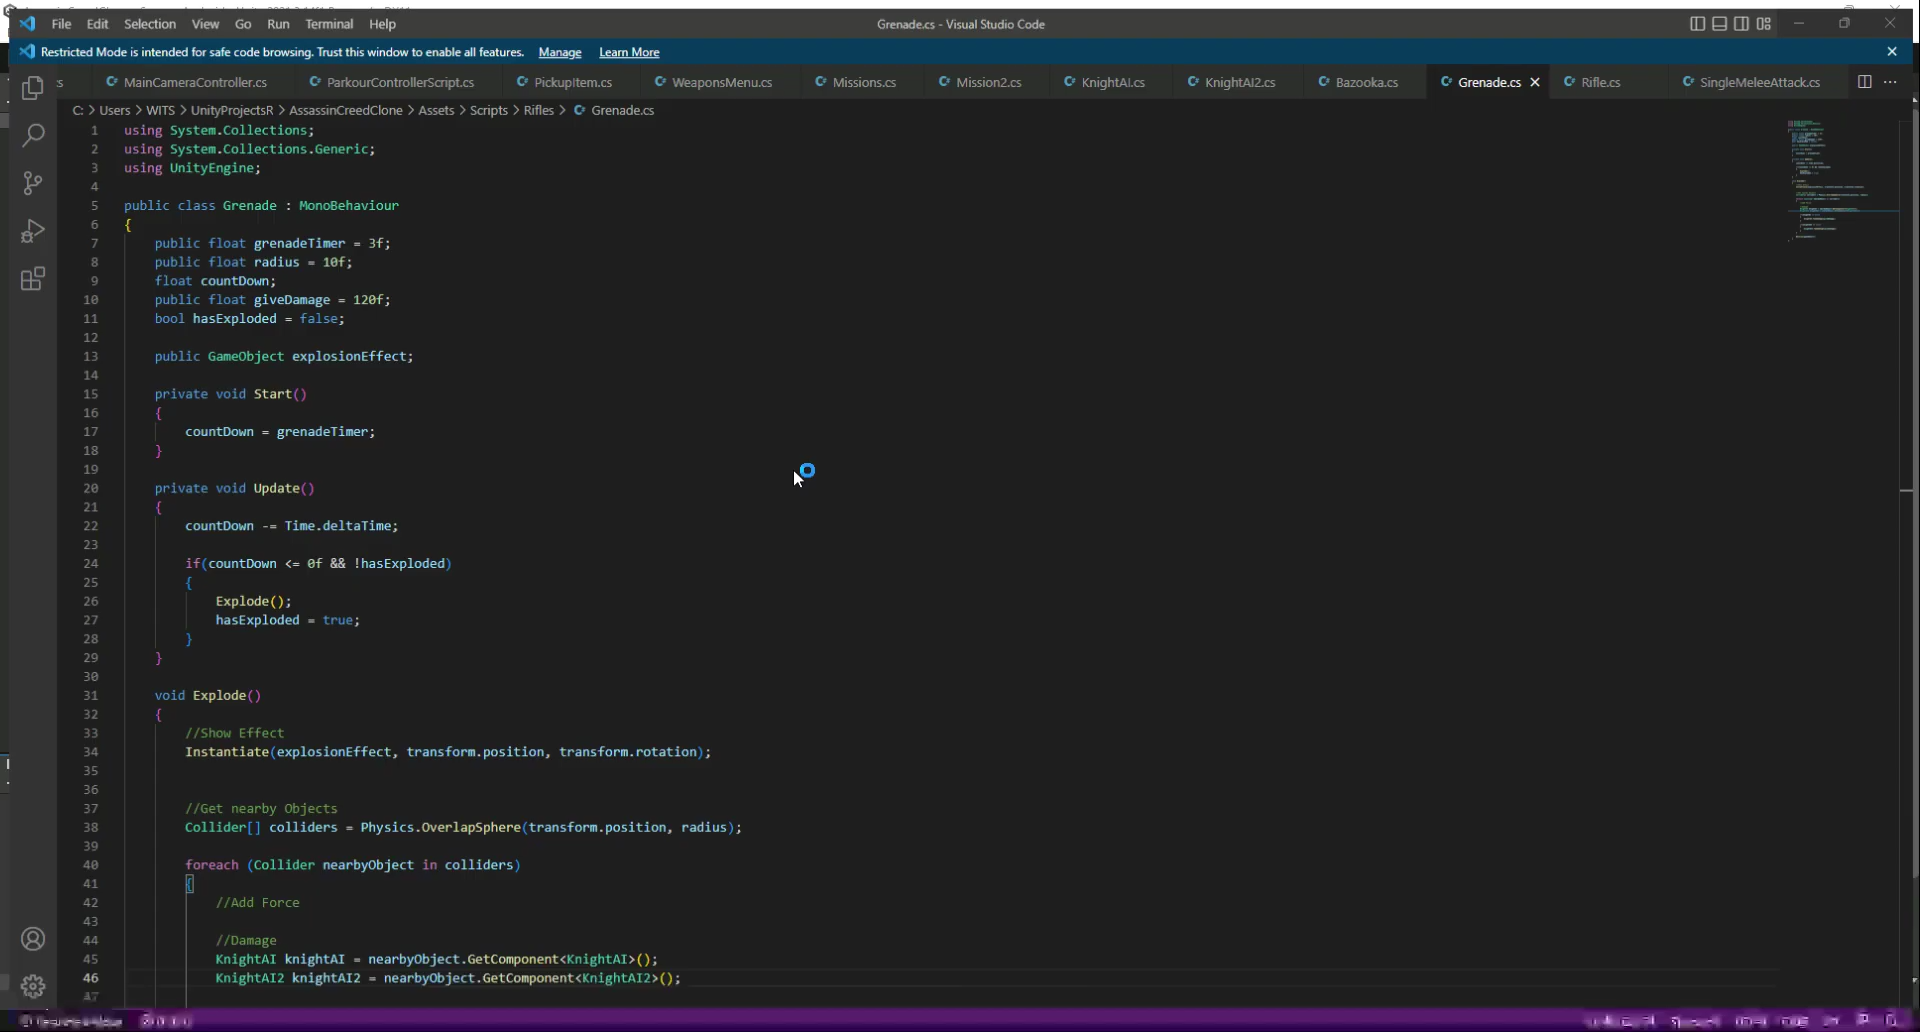 File Edit Selection View Go Run Terminal Help
Grenade.cs - Visual Studio Code
Restricted Mode is intended for safe code browsing. Trust this window to enable all features. Manage Learn More
MainCameraController.cs ParkourControllerScript.cs PickupItem.cs WeaponsMenu.cs Missions.cs Mission2.cs KnightAI.cs KnightAI2.cs Bazooka.cs Grenade.cs Rifle.cs SingleMeleeAttack.cs
C: > Users > WITS > UnityProjectsR > AssassinCreedClone > Assets > Scripts > Rifles > Grenade.cs
1 using System.Collections;
2 using System.Collections.Generic;
3 using UnityEngine;
4
5 public class Grenade : MonoBehaviour
6 {
7 public float grenadeTimer = 3f;
8 public float radius = 10f;
9 float countDown;
10 public float giveDamage = 120f;
11 bool hasExploded = false;
12
13 public GameObject explosionEffect;
14
15 private void Start()
16 {
17 countDown = grenadeTimer;
18 }
19
20 private void Update()
21 {
22 countDown -= Time.deltaTime;
23
24 if(countDown <= 0f && !hasExploded)
25 {
26 Explode();
27 hasExploded = true;
28 }
29 }
30
31 void Explode()
32 {
33 //Show Effect
34 Instantiate(explosionEffect, transform.position, transform.rotation);
35
36
37 //Get nearby Objects
38 Collider[] colliders = Physics.OverlapSphere(transform.position, radius);
39
40 foreach (Collider nearbyObject in colliders)
41 {
42 //Add Force
43
44 //Damage
45 KnightAI knightAI = nearbyObject.GetComponent<KnightAI>();
46 KnightAI2 knightAI2 = nearbyObject.GetComponent<KnightAI2>();
47